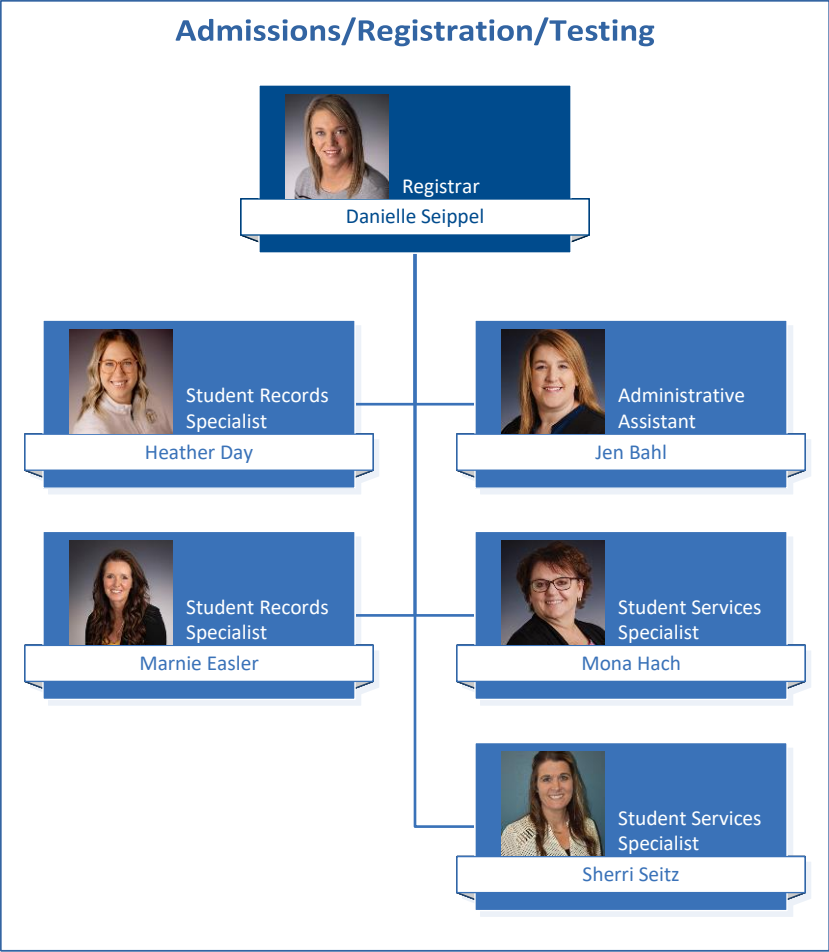 Admissions/Registration/Testing
Registrar
Danielle Seippel
Student Records
Specialist
Heather Day
Administrative
Assistant
Jen Bahl
Student Records
Specialist
Marnie Easler
Student Services
Specialist
Mona Hach
Student Services
Specialist
Sherri Seitz